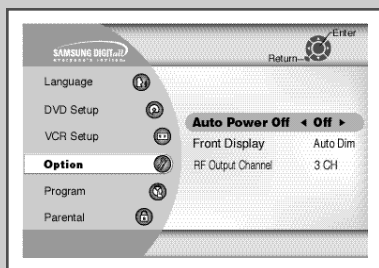 Enter
SAMSUNG DIGITall
EVERYONE'S INVITED™
Return
Language
DVD Setup
VCR Setup
Option
Program
Parental
Auto Power Off ◄ Off ►
Front Display Auto Dim
RF Output Channel 3 CH